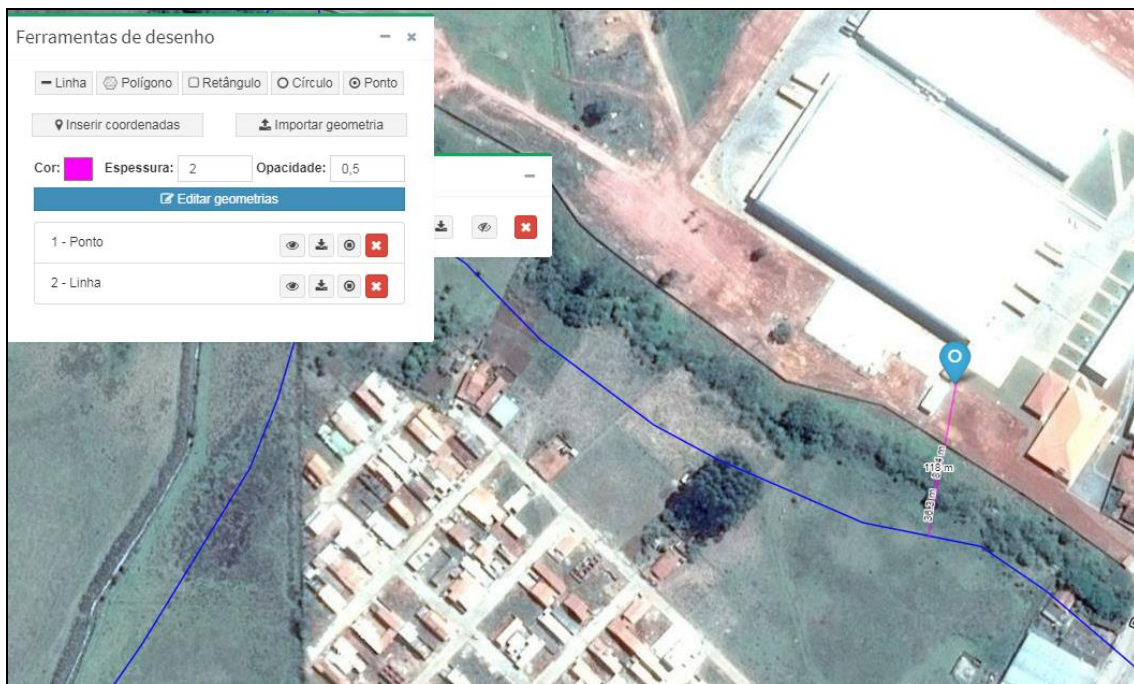 Ferramentas de desenho
Linha Polígono Retângulo Círculo Ponto
Inserir coordenadas Importar geometria
Cor: Espessura: 2 Opacidade: 0,5
Editar geometrias
1 - Ponto
2 - Linha